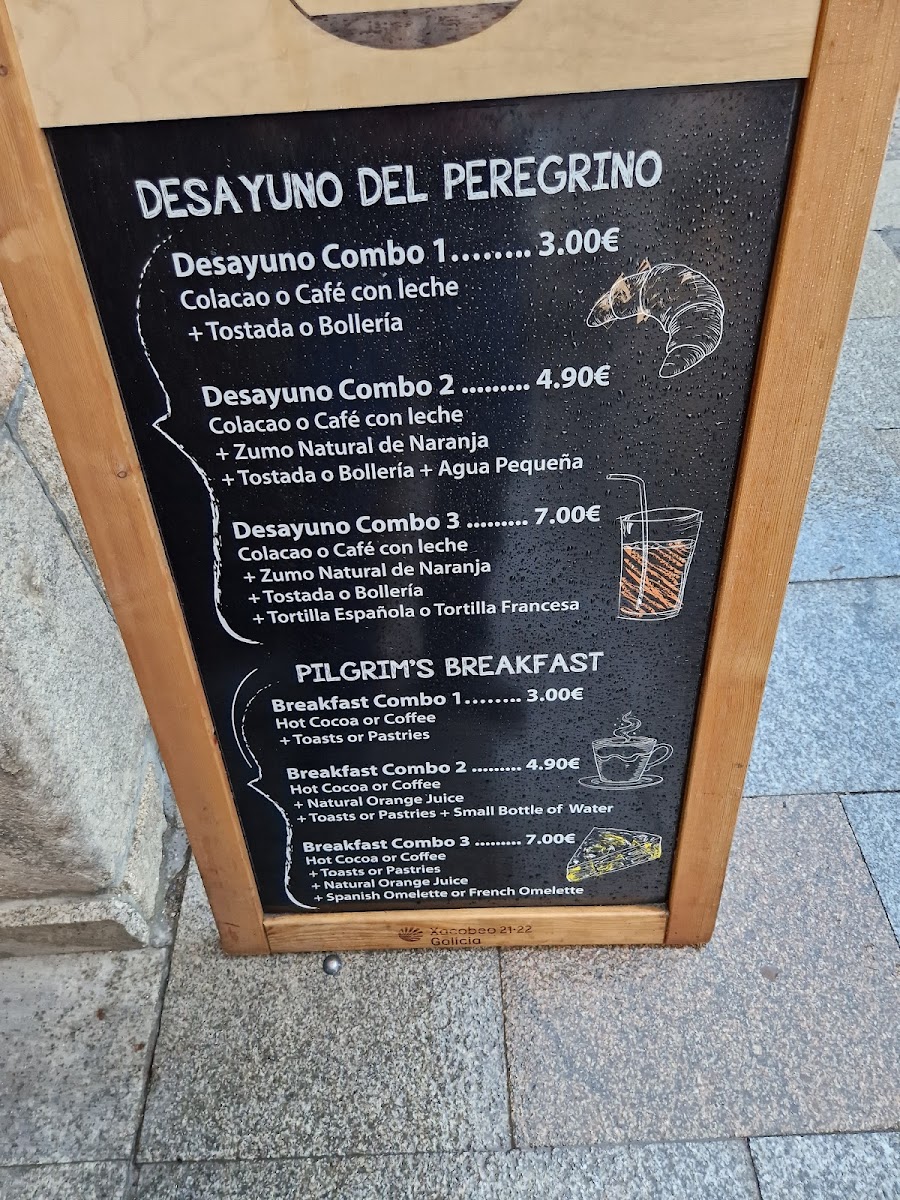 DESAYUNO DEL PEREGRINO
Desayuno Combo 1........ 3.00€
Colacao o Café con leche
+ Tostada o Bollería
Desayuno Combo 2 ......... 4.90€
Colacao o Café con leche
+ Zumo Natural de Naranja
+ Tostada o Bollería + Agua Pequeña
Desayuno Combo 3 ......... 7.00€
Colacao o Café con leche
+ Zumo Natural de Naranja
+ Tostada o Bollería
+ Tortilla Española o Tortilla Francesa
PILGRIM'S BREAKFAST
Breakfast Combo 1........ 3.00€
Hot Cocoa or Coffee
+ Toasts or Pastries
Breakfast Combo 2 ......... 4.90€
Hot Cocoa or Coffee
+ Natural Orange Juice
+ Toasts or Pastries + Small Bottle of Water
Breakfast Combo 3 ......... 7.00€
Hot Cocoa or Coffee
+ Toasts or Pastries
+ Natural Orange Juice
+ Spanish Omelette or French Omelette
Xacobeo 21·22
Galicia